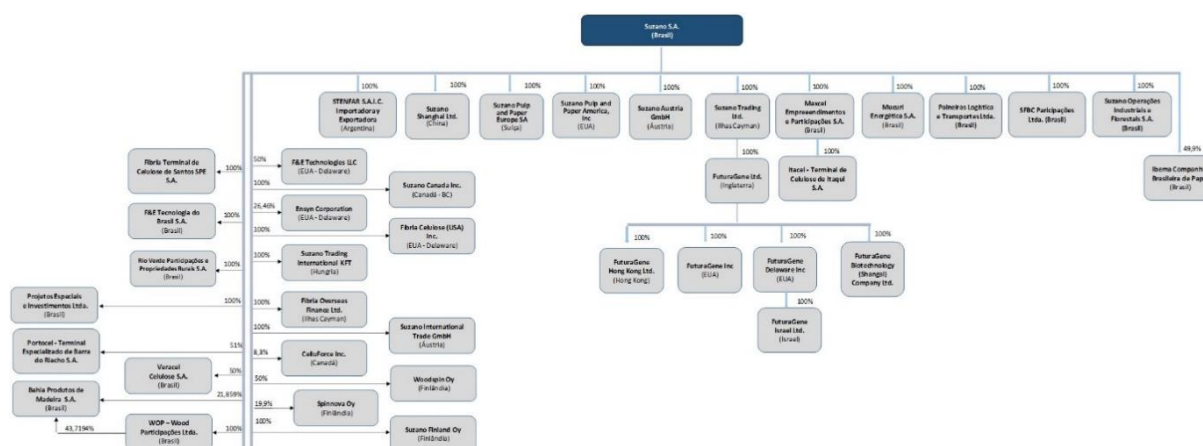 Suzano S.A.
(Brasil)
100%
100%
100%
100%
100%
100%
100%
100%
100%
100%
100%
STENFAR S.A.I.C.
Importadora y
Exportadora
(Argentina)
Suzano
Shanghai Ltd.
(China)
Suzano Pulp
and Paper
Europe SA
(Suíça)
Suzano Pulp and
Paper America,
Inc
(EUA)
Suzano Austria
GmbH
(Áustria)
Suzano Trading
Ltd.
(Ilhas Cayman)
Maxcel
Empreendimentos
e Participações S.A.
(Brasil)
Mucuri
Energética S.A.
(Brasil)
Paineiras Logística
e Transportes Ltda.
(Brasil)
SFBC Participações
Ltda. (Brasil)
Suzano Operações
Industriais e
Florestais S.A.
(Brasil)
49,9%
Ibema Companhia
Brasileira de Papel
(Brasil)
100%
FuturaGene Ltd.
(Inglaterra)
100%
Itacel - Terminal de
Celulose de Itaqui S.A.
100%
FuturaGene
Hong Kong Ltd.
(Hong Kong)
100%
FuturaGene Inc
(EUA)
100%
FuturaGene
Delaware Inc
(EUA)
100%
FuturaGene
Biotechnology
(Shangai)
Company Ltd.
100%
FuturaGene
Israel Ltd.
(Israel)
Fibria Terminal de
Celulose de Santos SPE
S.A.
100%
50%
F&E Technologies LLC
(EUA - Delaware)
100%
Suzano Canada Inc.
(Canadá - BC)
F&E Tecnologia do
Brasil S.A.
(Brasil)
100%
26,46%
Ensyn Corporation
(EUA - Delaware)
100%
Fibria Celulose (USA)
Inc.
(EUA - Delaware)
Rio Verde Participações e
Propriedades Rurais S.A.
(Brasil)
100%
100%
Suzano Trading
International KFT
(Hungria)
Projetos Especiais
e Investimentos Ltda.
(Brasil)
100%
100%
Fibria Overseas
Finance Ltd.
(Ilhas Cayman)
100%
Suzano International
Trade GmbH
(Áustria)
Portocel - Terminal
Especializado de Barra
do Riacho S.A.
51%
8,3%
CelluForce Inc.
(Canadá)
Veracel
Celulose S.A.
(Brasil)
50%
50%
Woodspin Oy
(Finlândia)
Bahia Produtos de
Madeira S.A.
(Brasil)
21,859%
19,9%
Spinnova Oy
(Finlândia)
43,7194%
WOP – Wood
Participações Ltda.
(Brasil)
100%
100%
Suzano Finland Oy
(Finlândia)